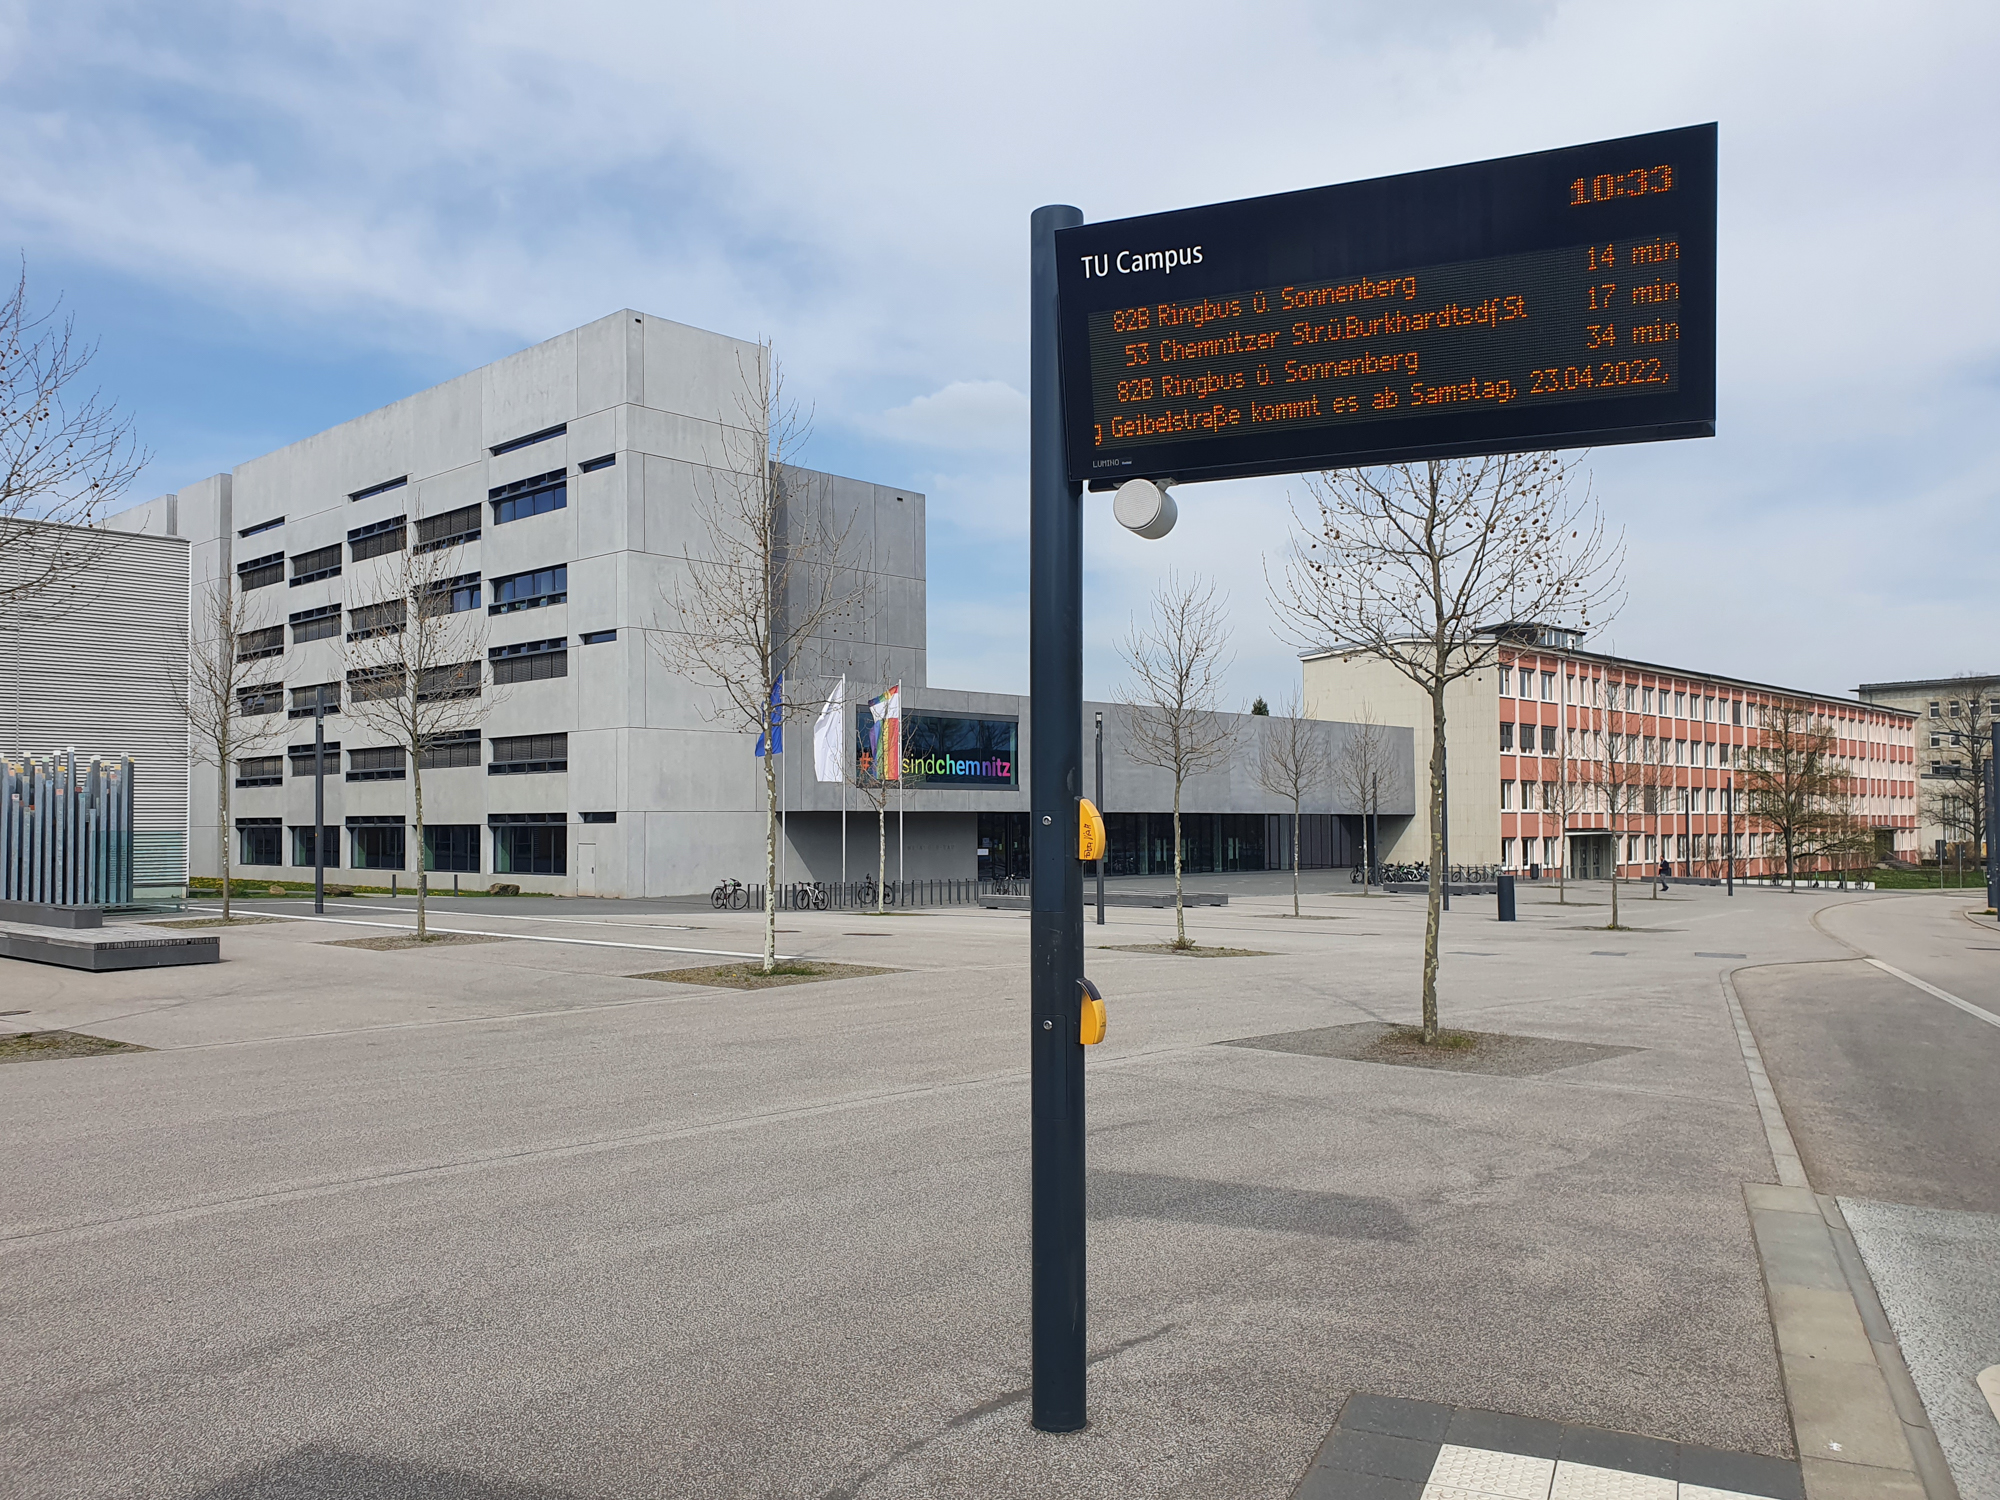 10:33
TU Campus
82B Ringbus ü. Sonnenberg 14 min
53 Chemnitzer Str.ü.Burkhardtsdf.St 17 min
82B Ringbus ü. Sonnenberg 34 min
g Geibelstraße kommt es ab Samstag, 23.04.2022,
LUMINO
# sindchemnitz